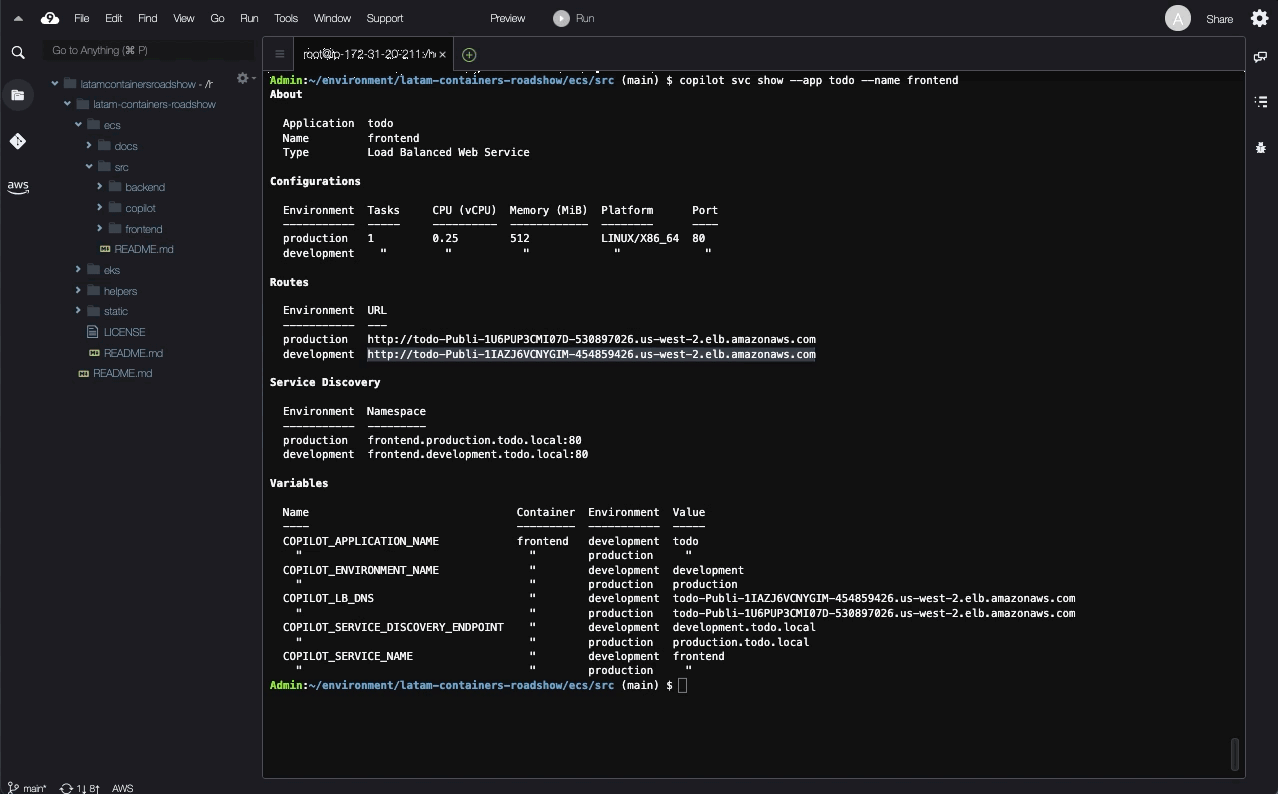 9 File Edit Find View Go Run Tools Window Support Preview Run A Share
Go to Anything (⌘ P)
latamcontainersroadshow - /h
latam-containers-roadshow
ecs
docs
src
backend
copilot
frontend
README.md
eks
helpers
static
LICENSE
README.md
README.md
aws
Admin:~/environment/latam-containers-roadshow/ecs/src (main) $ copilot svc show --app todo --name frontend
About
Application todo
Name frontend
Type Load Balanced Web Service
Configurations
Environment Tasks CPU (vCPU) Memory (MiB) Platform Port
----------- ----- ---------- ------------ -------- ----
production 1 0.25 512 LINUX/X86_64 80
development " " " " "
Routes
Environment URL
----------- ---
production http://todo-Publi-1U6PUP3CMI07D-530897026.us-west-2.elb.amazonaws.com
development http://todo-Publi-1IAZJ6VCNYGIM-454859426.us-west-2.elb.amazonaws.com
Service Discovery
Environment Namespace
----------- ---------
production frontend.production.todo.local:80
development frontend.development.todo.local:80
Variables
Name Container Environment Value
---- --------- ----------- -----
COPILOT_APPLICATION_NAME frontend development todo
" " production "
COPILOT_ENVIRONMENT_NAME " development development
" " production production
COPILOT_LB_DNS " development todo-Publi-1IAZJ6VCNYGIM-454859426.us-west-2.elb.amazonaws.com
" " production todo-Publi-1U6PUP3CMI07D-530897026.us-west-2.elb.amazonaws.com
COPILOT_SERVICE_DISCOVERY_ENDPOINT " development development.todo.local
" " production production.todo.local
COPILOT_SERVICE_NAME " development frontend
" " production "
Admin:~/environment/latam-containers-roadshow/ecs/src (main) $
main* 1↓ 8↑ AWS